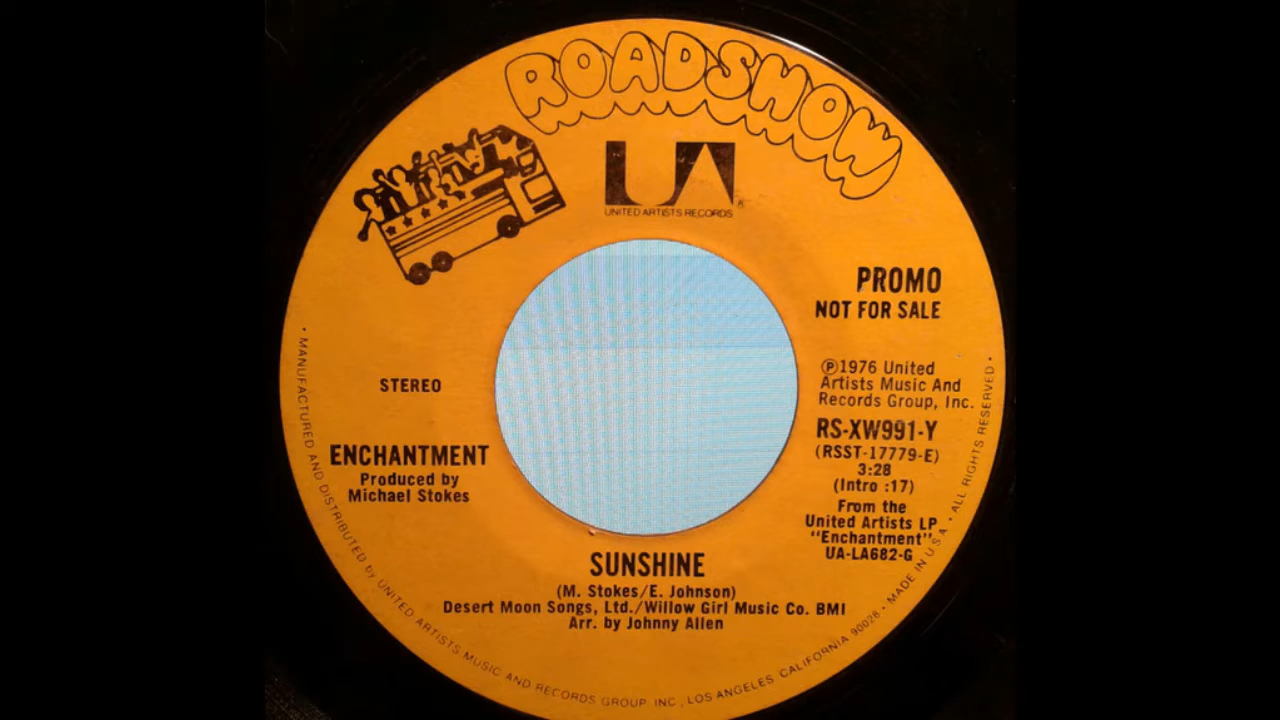 ROADSHOW
UA
UNITED ARTISTS RECORDS
®
PROMO
NOT FOR SALE
STEREO
ENCHANTMENT
Produced by
Michael Stokes
℗1976 United
Artists Music And
Records Group, Inc.
RS-XW991-Y
(RSST-17779-E)
3:28
(Intro :17)
From the
United Artists LP
"Enchantment"
UA-LA682-G
SUNSHINE
(M. Stokes/E. Johnson)
Desert Moon Songs, Ltd./Willow Girl Music Co. BMI
Arr. by Johnny Allen
• MANUFACTURED AND DISTRIBUTED by UNITED ARTISTS MUSIC AND RECORDS GROUP, INC., LOS ANGELES, CALIFORNIA 90028 • MADE IN U.S.A. • ALL RIGHTS RESERVED •